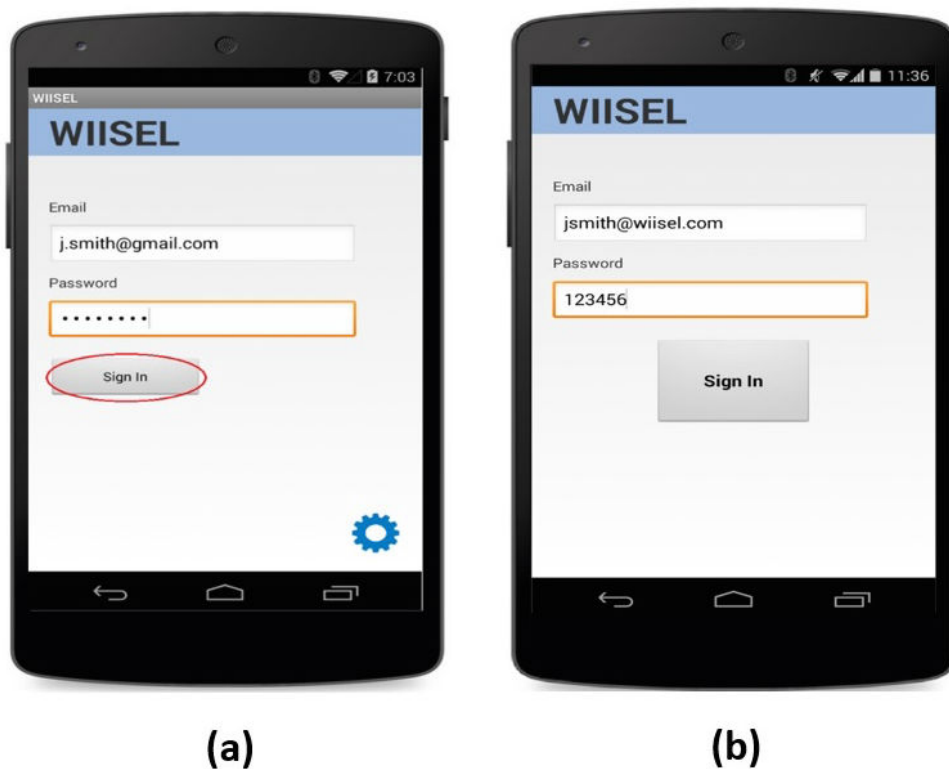 7:03
WIISEL
WIISEL
Email
j.smith@gmail.com
Password
••••••••
Sign In
(a)
11:36
WIISEL
Email
jsmith@wiisel.com
Password
123456
Sign In
(b)